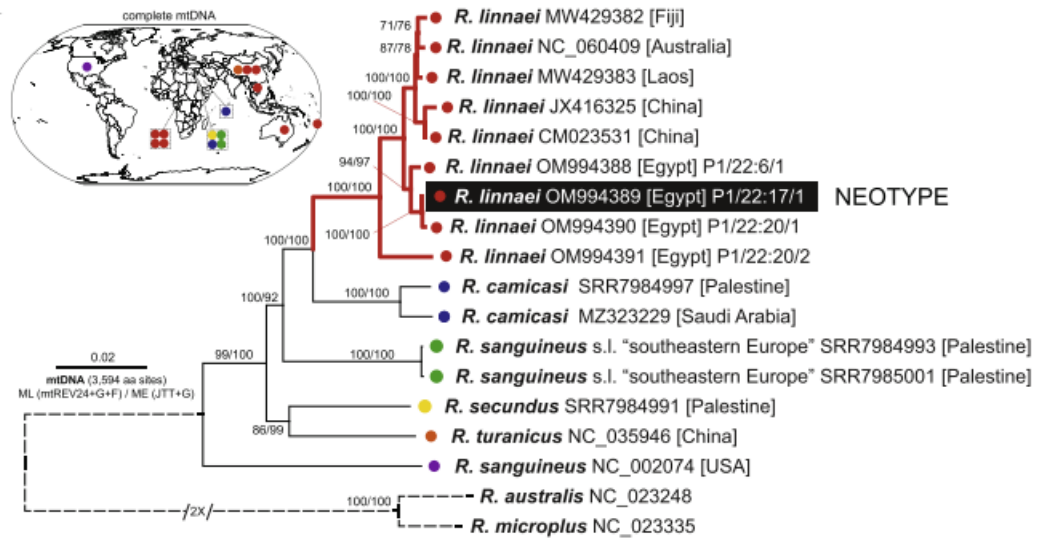 complete mtDNA
71/76
R. linnaei MW429382 [Fiji]
87/78
R. linnaei NC_060409 [Australia]
100/100
R. linnaei MW429383 [Laos]
100/100
R. linnaei JX416325 [China]
100/100
R. linnaei CM023531 [China]
94/97
R. linnaei OM994388 [Egypt] P1/22:6/1
100/100
R. linnaei OM994389 [Egypt] P1/22:17/1 NEOTYPE
100/100
R. linnaei OM994390 [Egypt] P1/22:20/1
100/100
R. linnaei OM994391 [Egypt] P1/22:20/2
100/100
R. camicasi SRR7984997 [Palestine]
100/92
R. camicasi MZ323229 [Saudi Arabia]
R. sanguineus s.l. “southeastern Europe” SRR7984993 [Palestine]
0.02
99/100
100/100
mtDNA (3,594 aa sites)
R. sanguineus s.l. “southeastern Europe” SRR7985001 [Palestine]
ML (mtREV24+G+F) / ME (JTT+G)
R. secundus SRR7984991 [Palestine]
86/99
R. turanicus NC_035946 [China]
R. sanguineus NC_002074 [USA]
100/100
R. australis NC_023248
/2X/
R. microplus NC_023335